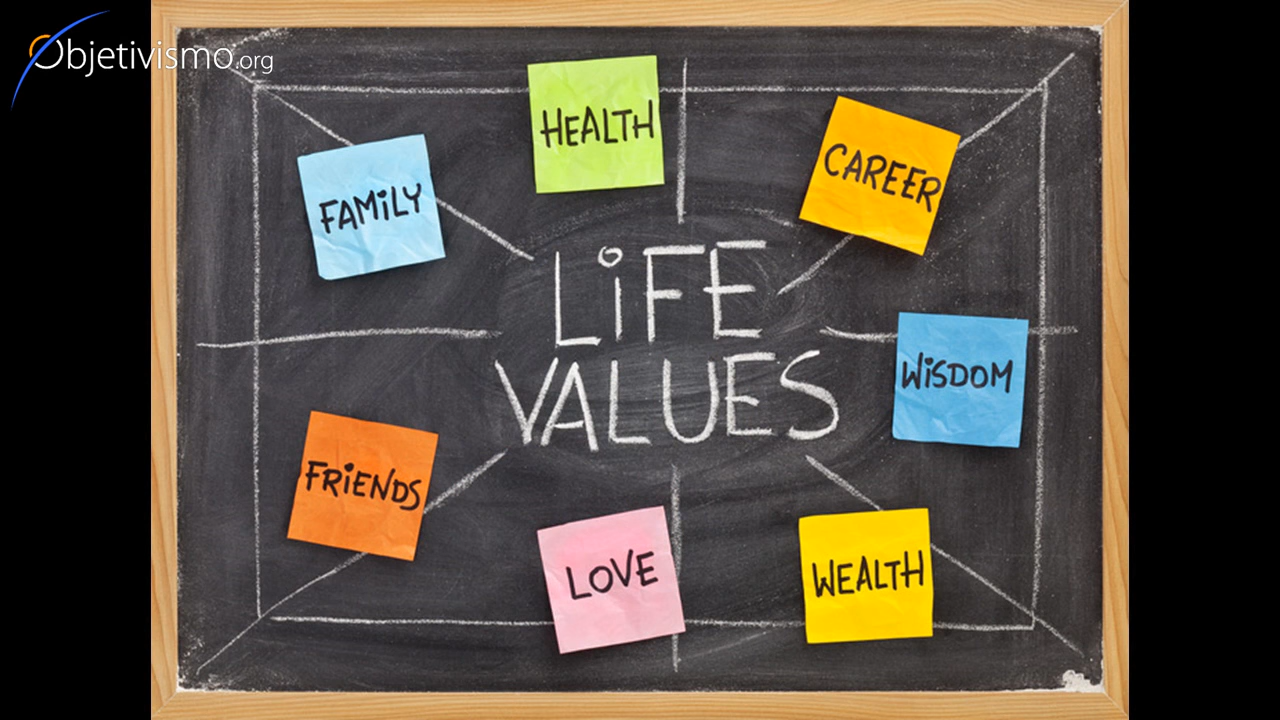 Objetivismo.org
HEALTH
CAREER
FAMILY
LIFE
VALUES
WISDOM
FRIENDS
LOVE
WEALTH